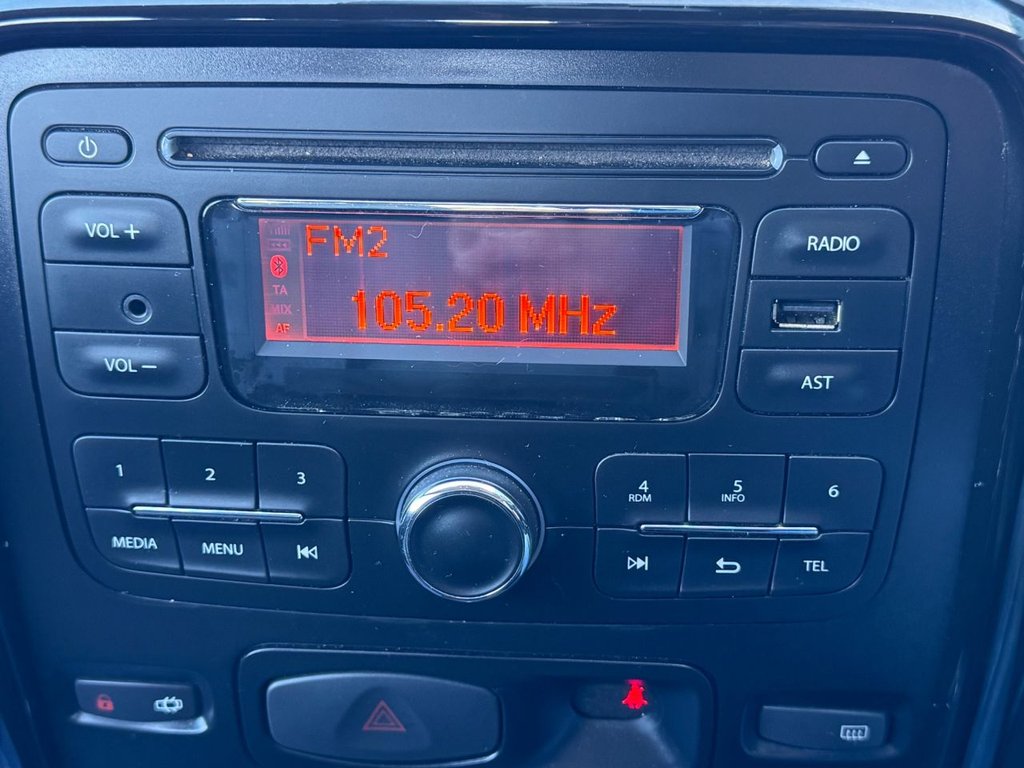 VOL +
FM2
TA
MIX
AF
105.20 MHz
RADIO
VOL −
AST
1
2
3
4
RDM
5
INFO
6
MEDIA
MENU
TEL